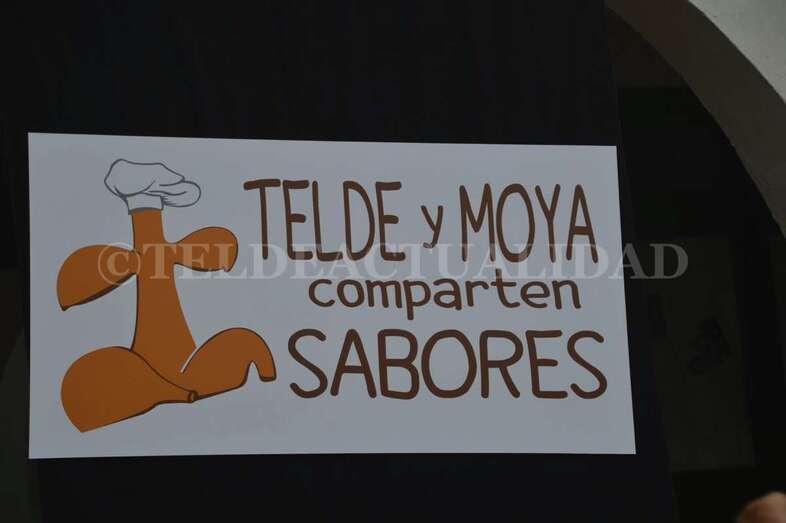 TELDE y MOYA
©TELDEACTUALIDAD
comparten
SABORES